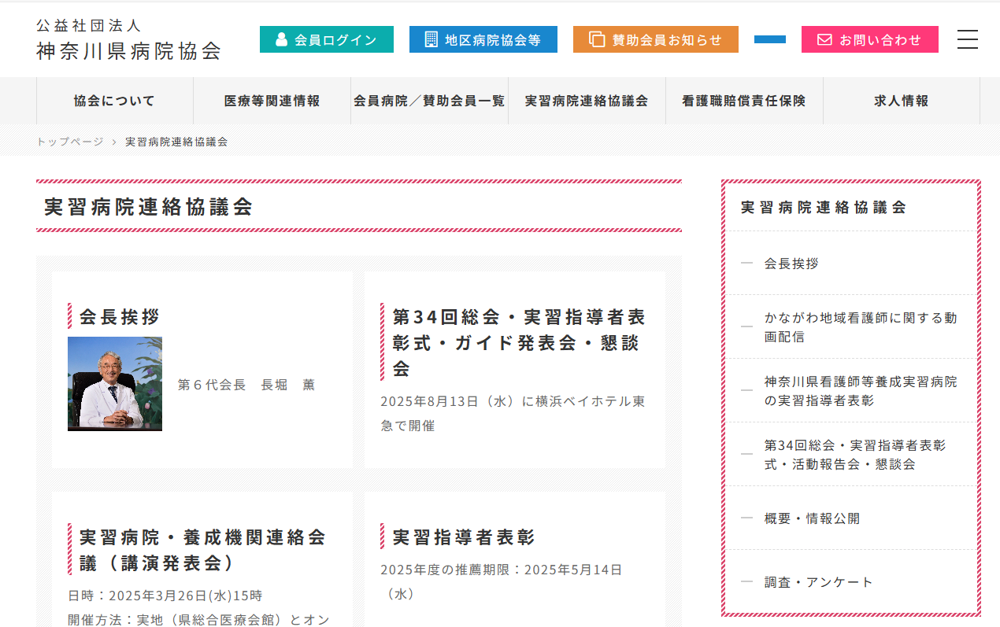 公益社団法人
神奈川県病院協会
会員ログイン
地区病院協会等
賛助会員お知らせ
お問い合わせ
協会について
医療等関連情報
会員病院／賛助会員一覧
実習病院連絡協議会
看護職賠償責任保険
求人情報
トップページ
実習病院連絡協議会
実習病院連絡協議会
会長挨拶
第６代会長　長堀　薫
第34回総会・実習指導者表
彰式・ガイド発表会・懇談
会
2025年8月13日（水）に横浜ベイホテル東
急で開催
実習病院・養成機関連絡会
議（講演発表会）
日時：2025年3月26日(水)15時
開催方法：実地（県総合医療会館）とオン
実習指導者表彰
2025年度の推薦期限：2025年5月14日
（水）
実習病院連絡協議会
会長挨拶
かながわ地域看護師に関する動
画配信
神奈川県看護師等養成実習病院
の実習指導者表彰
第34回総会・実習指導者表彰
式・活動報告会・懇談会
概要・情報公開
調査・アンケート